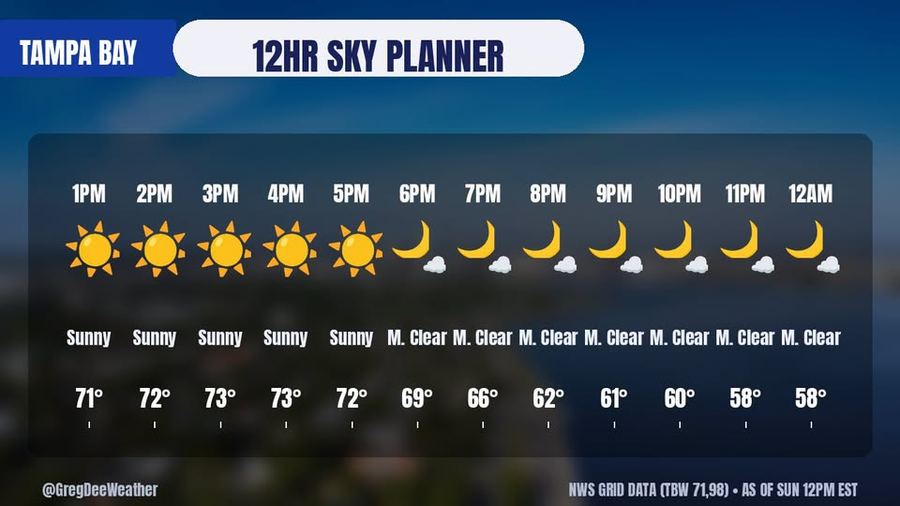 TAMPA BAY 12HR SKY PLANNER
1PM 2PM 3PM 4PM 5PM 6PM 7PM 8PM 9PM 10PM 11PM 12AM
Sunny Sunny Sunny Sunny Sunny M. Clear M. Clear M. Clear M. Clear M. Clear M. Clear M. Clear
71° 72° 73° 73° 72° 69° 66° 62° 61° 60° 58° 58°
@GregDeeWeather NWS GRID DATA (TBW 71,98) • AS OF SUN 12PM EST